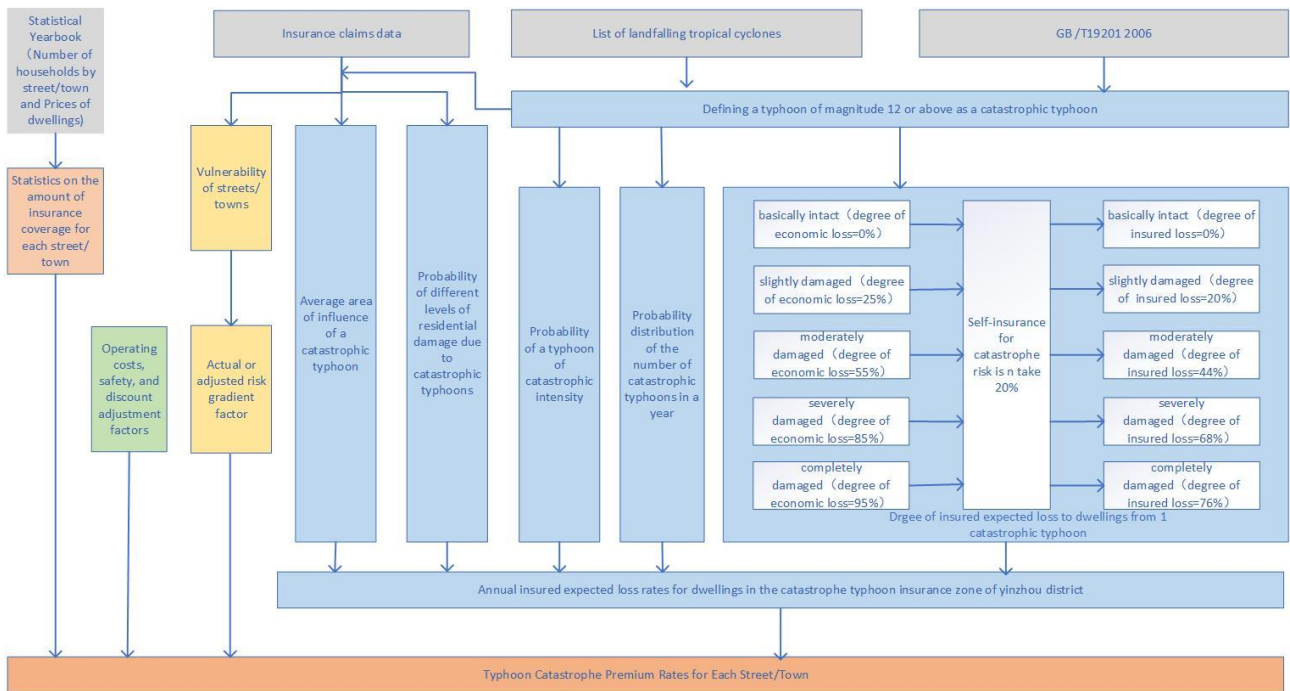 Statistical
Yearbook
（Number of
households by
street/town
and Prices of
dwellings)
Insurance claims data
List of landfalling tropical cyclones
GB /T19201 2006
Defining a typhoon of magnitude 12 or above as a catastrophic typhoon
Statistics on the
amount of
insurance
coverage for
each street/
town
Vulnerability
of streets/
towns
Operating
costs,
safety, and
discount
adjustment
factors
Actual or
adjusted risk
gradient
factor
Average area
of influence
of a
catastrophic
typhoon
Probability
of different
levels of
residential
damage due
to
catastrophic
typhoons
Probability
of a typhoon
of
catastrophic
intensity
Probability
distribution
of the
number of
catastrophic
typhoons in a
year
basically intact（degree of
economic loss=0%）
slightly damaged（degree
of economic loss=25%）
moderately
damaged（degree of
economic loss=55%）
severely
damaged（degree of
economic loss=85%）
completely
damaged（degree of
economic loss=95%）
Self-insurance
for
catastrophe
risk is n take
20%
basically intact（degree of
insured loss=0%）
slightly damaged（degree
of insured loss=20%）
moderately
damaged（degree of
insured loss=44%）
severely
damaged（degree of
insured loss=68%）
completely
damaged（degree of
insured loss=76%）
Drgee of insured expected loss to dwellings from 1
catastrophic typhoon
Annual insured expected loss rates for dwellings in the catastrophe typhoon insurance zone of yinzhou district
Typhoon Catastrophe Premium Rates for Each Street/Town